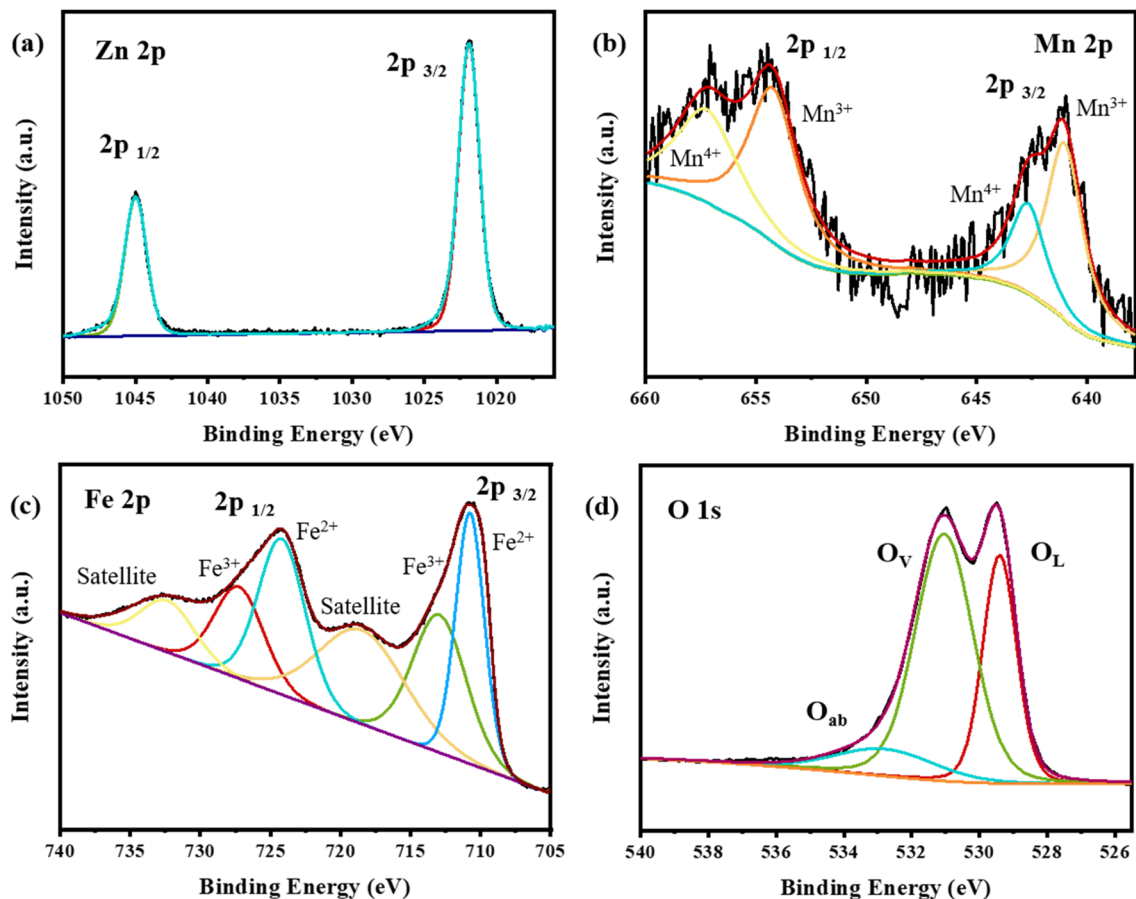 (a)
Zn 2p
2p 3/2
2p 1/2
Intensity (a.u.)
1050 1045 1040 1035 1030 1025 1020
Binding Energy (eV)
(b)
Mn 2p
2p 1/2
2p 3/2
Mn³⁺
Mn³⁺
Mn⁴⁺
Mn⁴⁺
Intensity (a.u.)
660 655 650 645 640
Binding Energy (eV)
(c)
Fe 2p
2p 1/2
2p 3/2
Fe²⁺
Fe²⁺
Fe³⁺
Fe³⁺
Satellite
Satellite
Intensity (a.u.)
740 735 730 725 720 715 710 705
Binding Energy (eV)
(d)
O 1s
O_V
O_L
O_ab
Intensity (a.u.)
540 538 536 534 532 530 528 526
Binding Energy (eV)